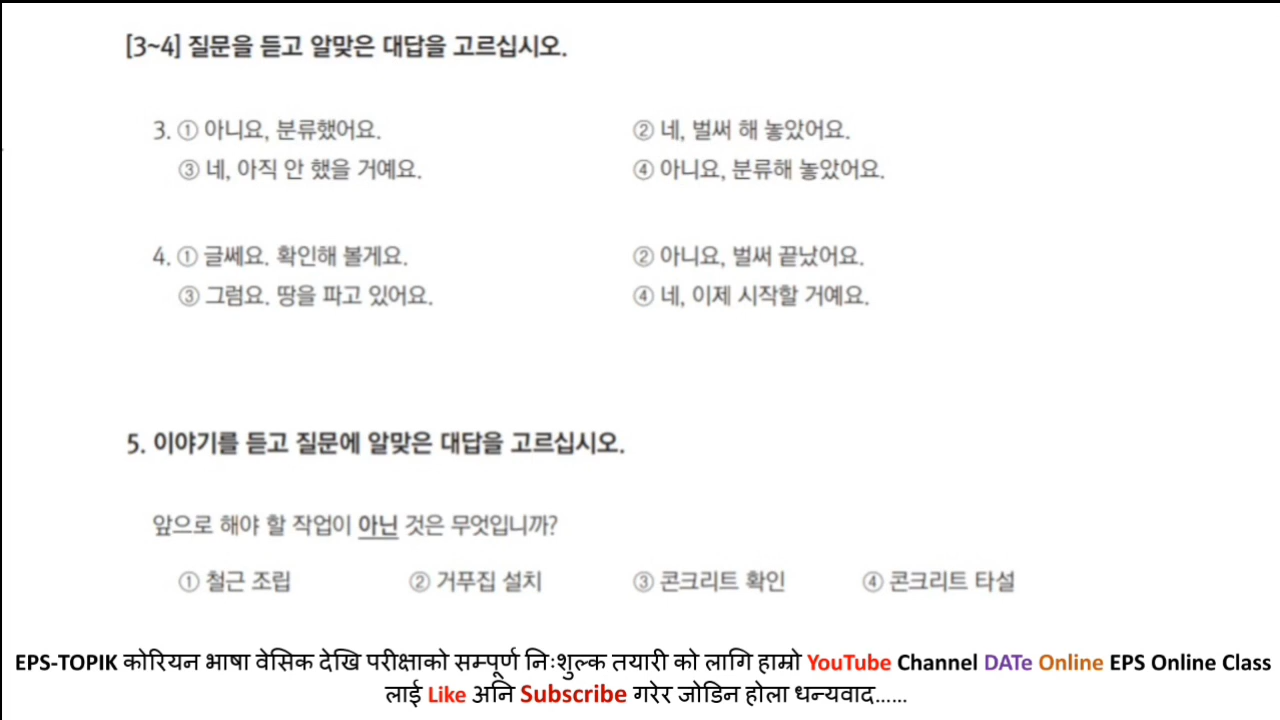 [3~4] 질문을 듣고 알맞은 대답을 고르십시오.
3. ① 아니요, 분류했어요. ② 네, 벌써 해 놓았어요.
③ 네, 아직 안 했을 거예요. ④ 아니요, 분류해 놓았어요.
4. ① 글쎄요. 확인해 볼게요. ② 아니요, 벌써 끝났어요.
③ 그럼요. 땅을 파고 있어요. ④ 네, 이제 시작할 거예요.
5. 이야기를 듣고 질문에 알맞은 대답을 고르십시오.
앞으로 해야 할 작업이 아닌 것은 무엇입니까?
① 철근 조립 ② 거푸집 설치 ③ 콘크리트 확인 ④ 콘크리트 타설
EPS-TOPIK कोरियन भाषा वेसिक देखि परीक्षाको सम्पूर्ण निःशुल्क तयारी को लागि हाम्रो YouTube Channel DATe Online EPS Online Class
लाई Like अनि Subscribe गरेर जोडिन होला धन्यवाद......